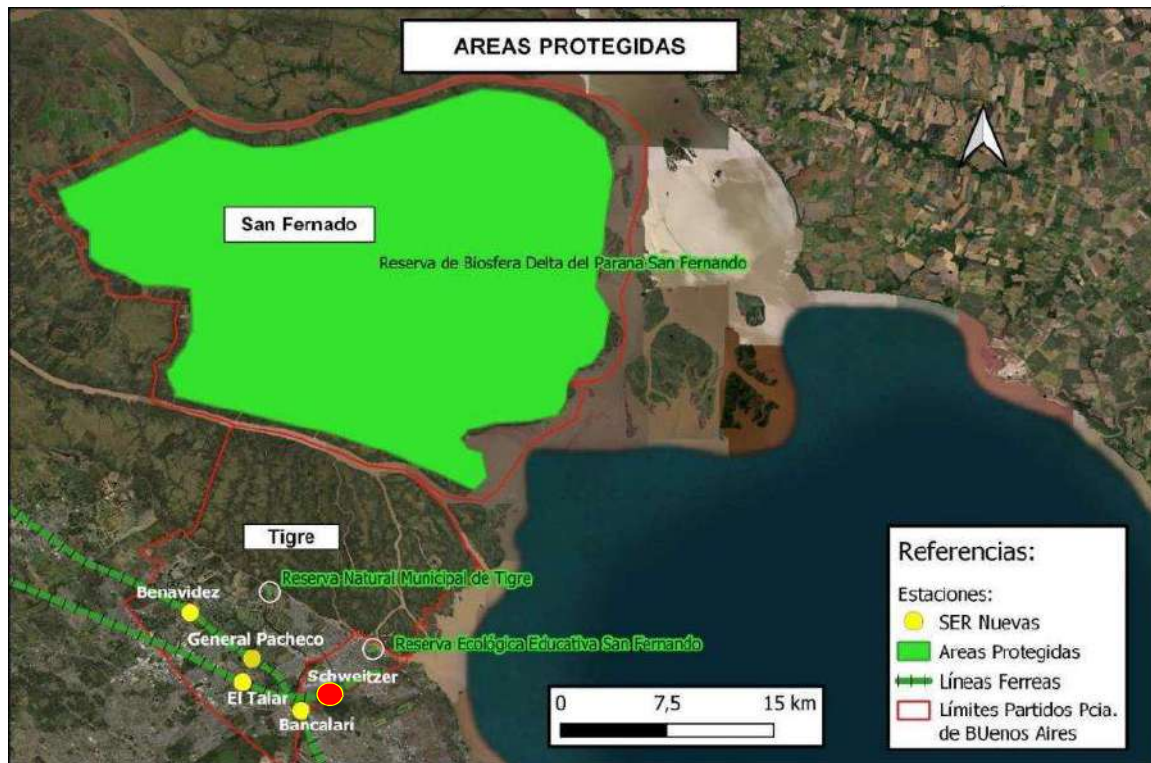 AREAS PROTEGIDAS
San Fernado
Reserva de Biosfera Delta del Parana San Fernando
Tigre
Reserva Natural Municipal de Tigre
Benavidez
General Pacheco
Reserva Ecológica Educativa San Fernando
Schweitzer
El Talar
Bancalarí
0 7,5 15 km
Referencias:
Estaciones:
SER Nuevas
Areas Protegidas
Líneas Ferreas
Límites Partidos Pcia.
de BUenos Aires